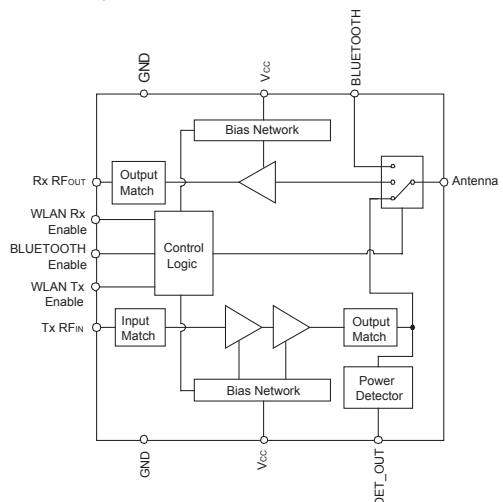 GND
Vcc
BLUETOOTH
Bias Network
Rx RFOUT
Output
Match
Antenna
WLAN Rx
Enable
BLUETOOTH
Enable
Control
Logic
WLAN Tx
Enable
Tx RFIN
Input
Match
Output
Match
Power
Detector
Bias Network
GND
Vcc
DET_OUT